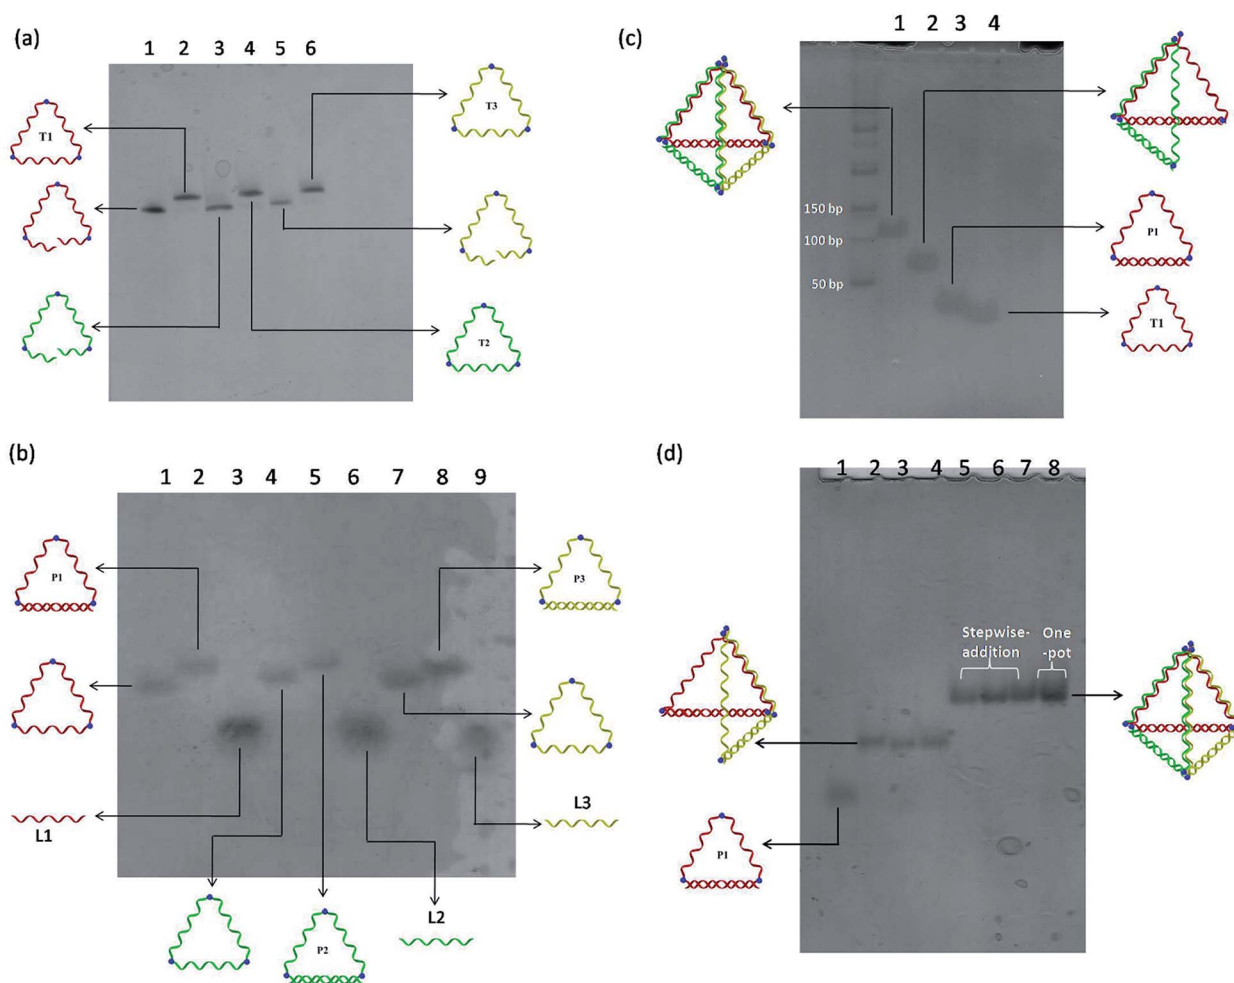 (a)
1 2 3 4 5 6
T1
T3
T2
(b)
1 2 3 4 5 6 7 8 9
P1
P3
L1
L3
P2
L2
(c)
1 2 3 4
150 bp
100 bp
50 bp
P1
T1
(d)
1 2 3 4 5 6 7 8
Stepwise-
addition
One
-pot
P1